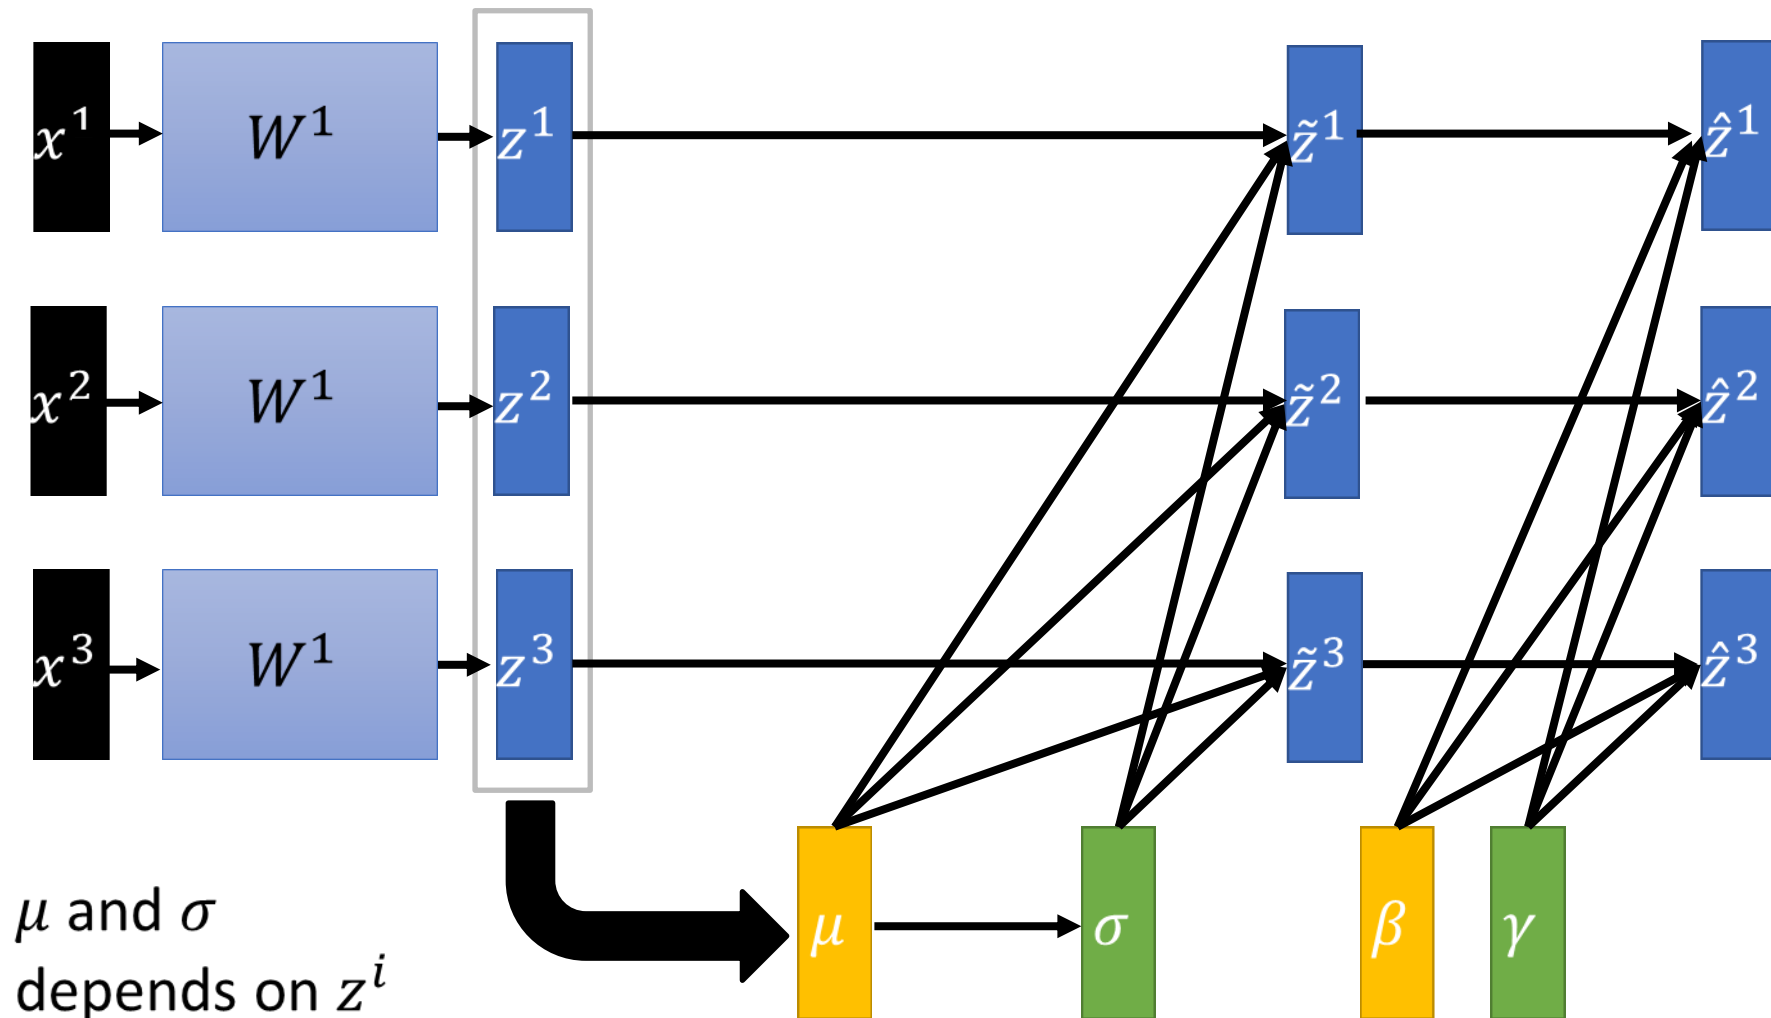 x¹ W¹ z¹ z̃¹ ẑ¹
x² W¹ z² z̃² ẑ²
x³ W¹ z³ z̃³ ẑ³
μ σ β γ
μ and σ
depends on zⁱ